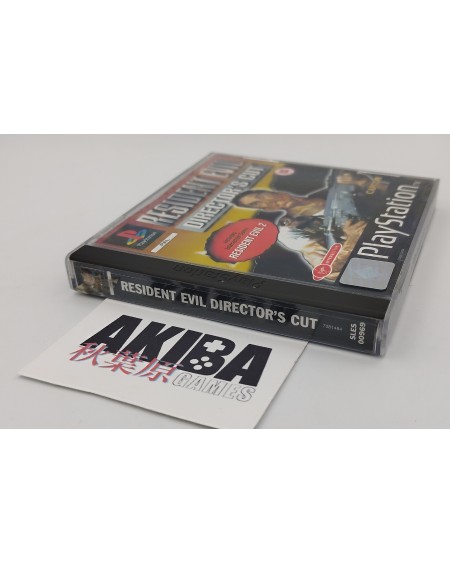 RESIDENT EVIL
DIRECTOR'S CUT
RESIDENT EVIL 2
PlayStation
RESIDENT EVIL DIRECTOR'S CUT
SLES
00969
AKIBA
秋葉原
GAMES